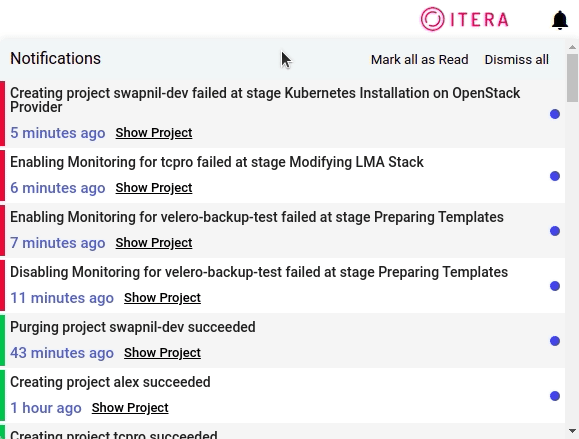 ITERA
Notifications
Mark all as Read
Dismiss all
Creating project swapnil-dev failed at stage Kubernetes Installation on OpenStack
Provider
5 minutes ago Show Project
Enabling Monitoring for tcpro failed at stage Modifying LMA Stack
6 minutes ago Show Project
Enabling Monitoring for velero-backup-test failed at stage Preparing Templates
7 minutes ago Show Project
Disabling Monitoring for velero-backup-test failed at stage Preparing Templates
11 minutes ago Show Project
Purging project swapnil-dev succeeded
43 minutes ago Show Project
Creating project alex succeeded
1 hour ago Show Project
Creating project tcpro succeeded